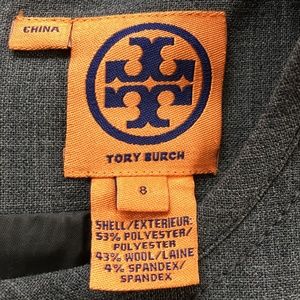 CHINA
TORY BURCH
8
SHELL/EXTERIEUR:
53% POLYESTER/
POLYESTER
43% WOOL/LAINE
4% SPANDEX/
SPANDEX